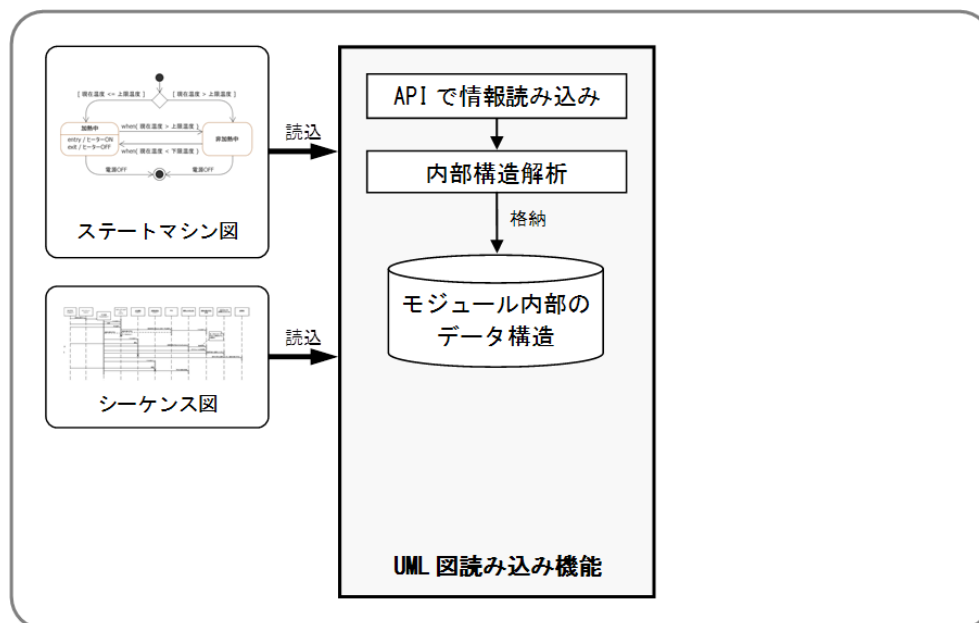 [ 現在温度 <= 上限温度 ]
[ 現在温度 > 上限温度 ]
加熱中
entry / ヒーターON
exit / ヒーターOFF
when( 現在温度 > 上限温度 )
when( 現在温度 < 下限温度 )
非加熱中
電源OFF
電源OFF
ステートマシン図
読込
シーケンス図
読込
APIで情報読み込み
内部構造解析
格納
モジュール内部の
データ構造
UML図読み込み機能